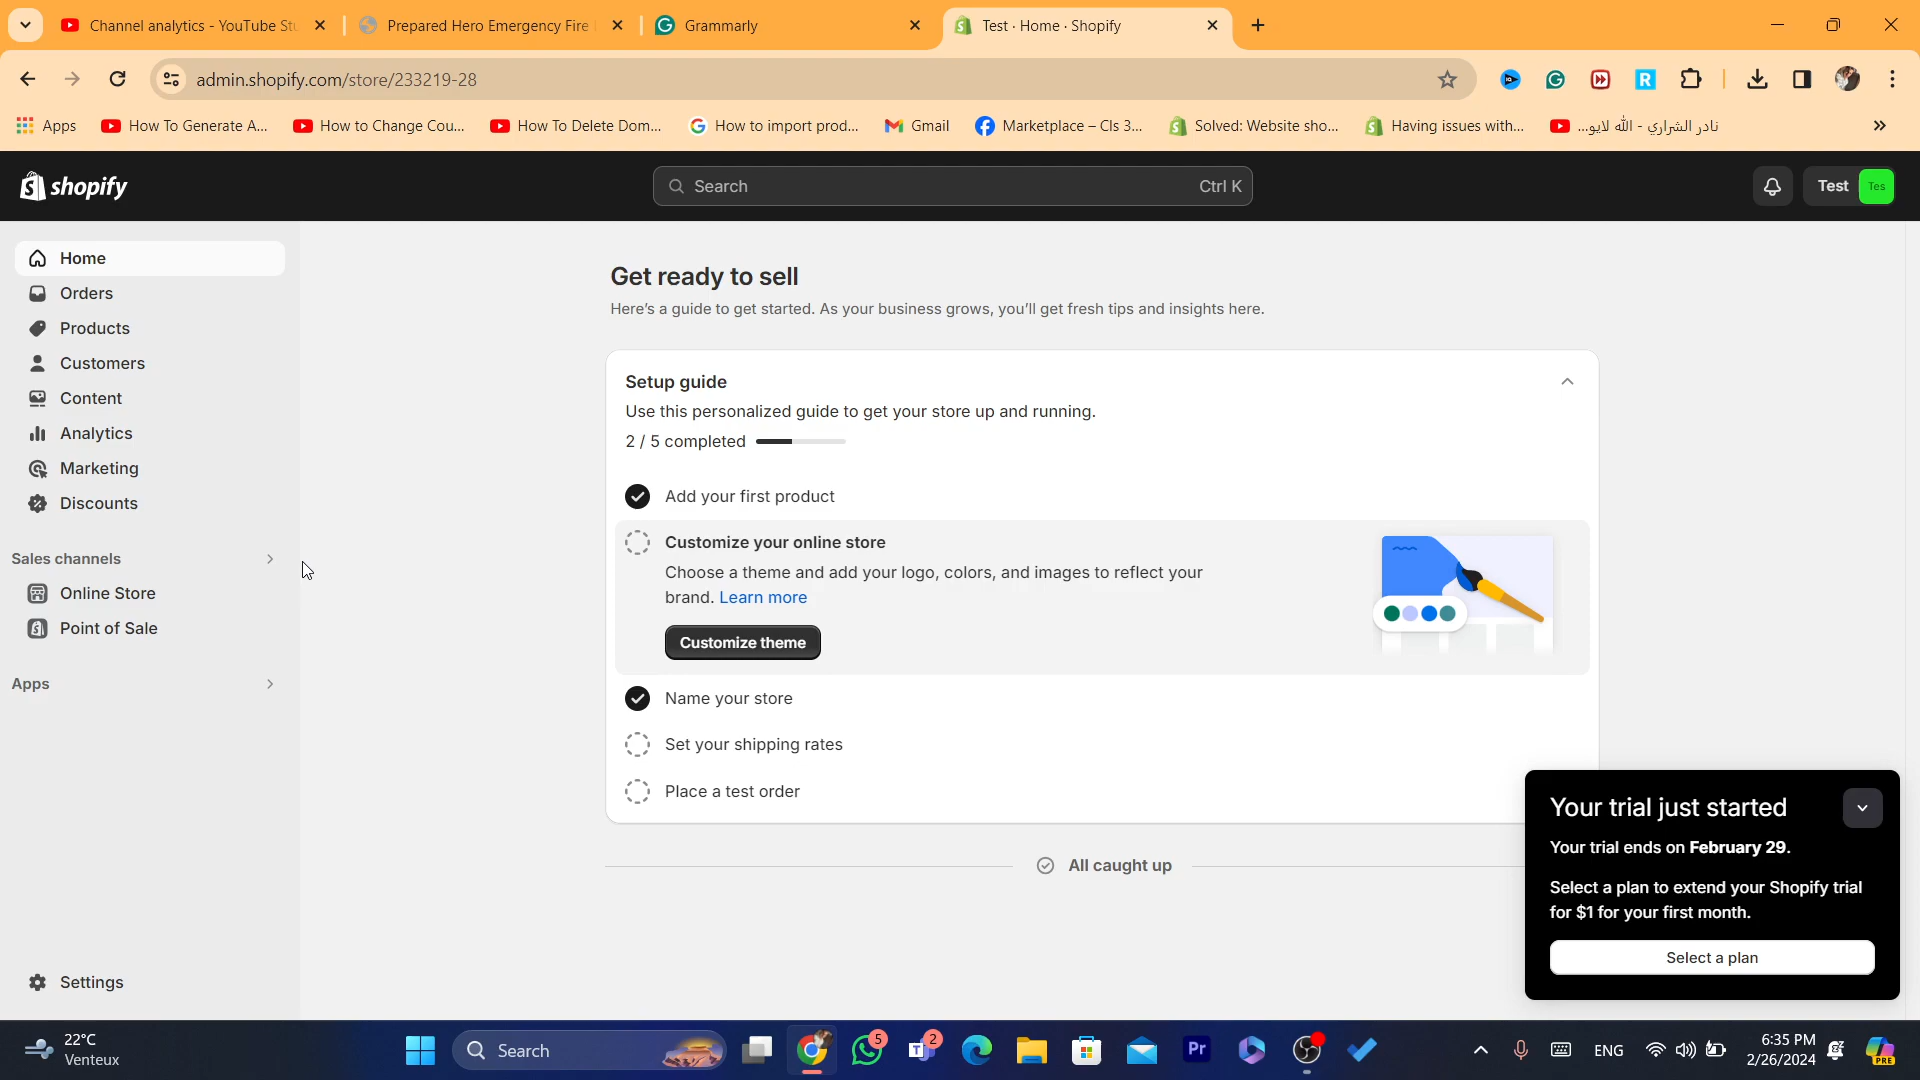 Channel analytics - YouTube Stu
Prepared Hero Emergency Fire
Grammarly
Test · Home · Shopify
admin.shopify.com/store/233219-28
Apps
How To Generate A...
How to Change Cou...
How To Delete Dom...
How to import prod...
Gmail
Marketplace – Cls 3...
Solved: Website sho...
Having issues with...
نادر الشراري - الله لايو...
shopify
Search
Ctrl K
Test
Tes
Home
Orders
Products
Customers
Content
Analytics
Marketing
Discounts
Sales channels
Online Store
Point of Sale
Apps
Settings
Get ready to sell
Here's a guide to get started. As your business grows, you'll get fresh tips and insights here.
Setup guide
Use this personalized guide to get your store up and running.
2 / 5 completed
Add your first product
Customize your online store
Choose a theme and add your logo, colors, and images to reflect your
brand. Learn more
Customize theme
Name your store
Set your shipping rates
Place a test order
All caught up
Your trial just started
Your trial ends on February 29.
Select a plan to extend your Shopify trial
for $1 for your first month.
Select a plan
22°C
Venteux
Search
5
2
Pr
ENG
6:35 PM
2/26/2024
PRE